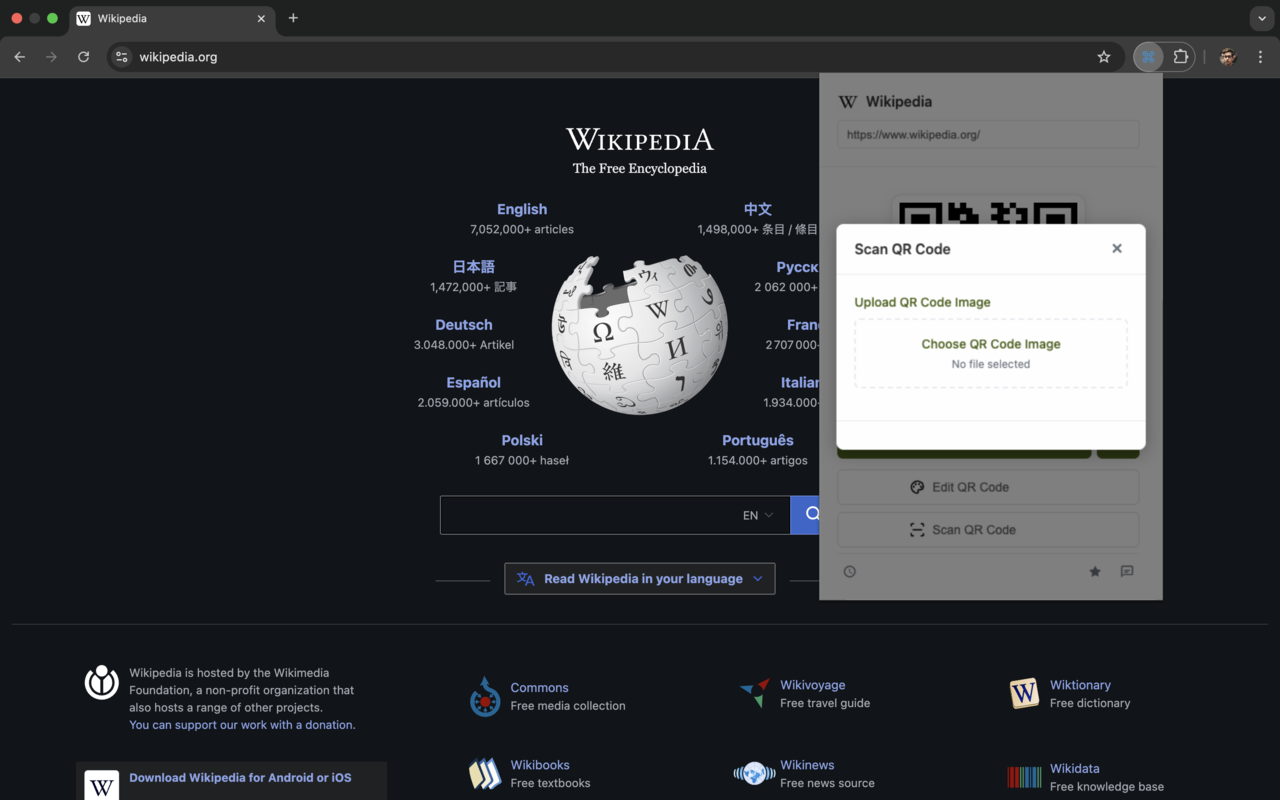 Wikipedia
wikipedia.org
WIKIPEDIA
The Free Encyclopedia
English
7,052,000+ articles
中文
1,498,000+ 条目 / 條目
日本語
1,472,000+ 記事
Русск
2 062 000+
Deutsch
3.048.000+ Artikel
Fran
2 707 000
Español
2.059.000+ artículos
Italian
1.934.000
Polski
1 667 000+ haseł
Português
1.154.000+ artigos
EN
Read Wikipedia in your language
Wikipedia
https://www.wikipedia.org/
Scan QR Code
Upload QR Code Image
Choose QR Code Image
No file selected
Edit QR Code
Scan QR Code
Wikipedia is hosted by the Wikimedia
Foundation, a non-profit organization that
also hosts a range of other projects.
You can support our work with a donation.
Download Wikipedia for Android or iOS
Commons
Free media collection
Wikivoyage
Free travel guide
Wiktionary
Free dictionary
Wikibooks
Free textbooks
Wikinews
Free news source
Wikidata
Free knowledge base